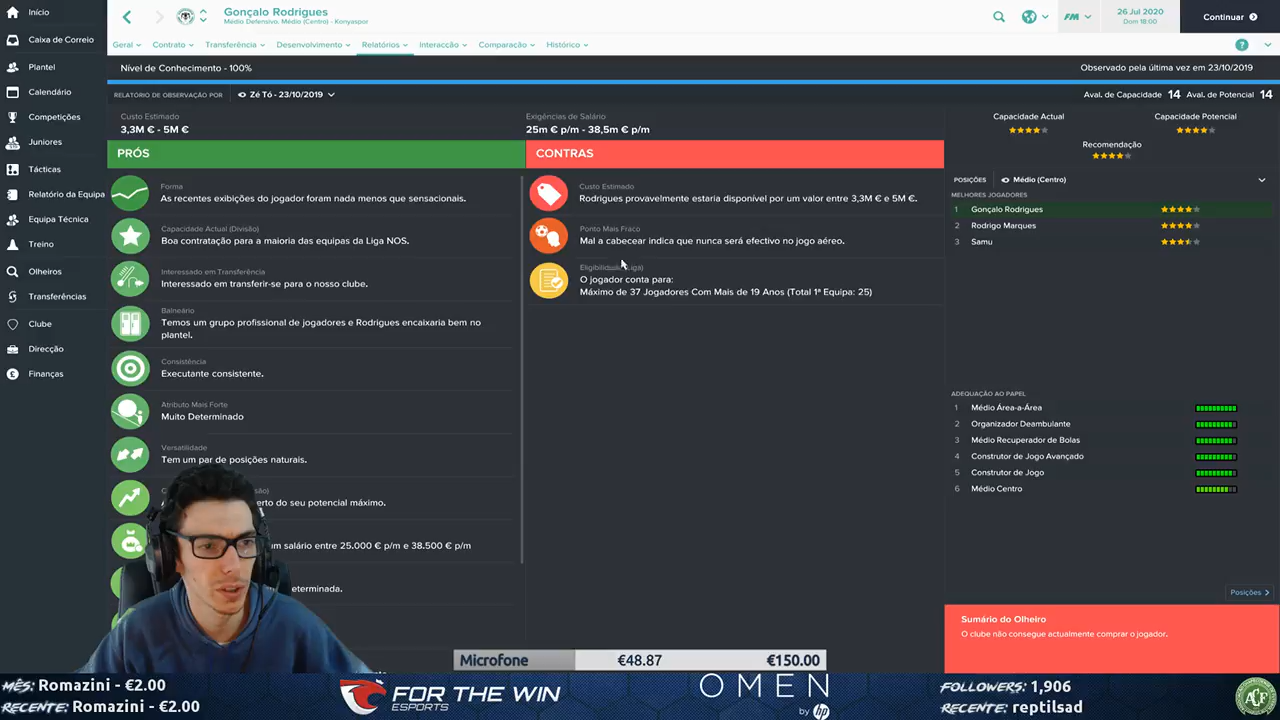 Início
Caixa de Correio
Plantel
Calendário
Competições
Juniores
Tácticas
Relatório da Equipa
Equipa Técnica
Treino
Olheiros
Transferências
Clube
Direcção
Finanças
Gonçalo Rodrigues
Médio Defensivo, Médio (Centro) - Konyaspor
FM
26 Jul 2020
Dom 18:00
Continuar
Geral
Contrato
Transferência
Desenvolvimento
Relatórios
Interacção
Comparação
Histórico
?
Nível de Conhecimento - 100%
Observado pela última vez em 23/10/2019
RELATÓRIO DE OBSERVAÇÃO POR
Zé Tó - 23/10/2019
Aval. de Capacidade 14 Aval. de Potencial 14
Custo Estimado
3,3M € - 5M €
Exigências de Salário
25m € p/m - 38,5m € p/m
Capacidade Actual
Capacidade Potencial
Recomendação
PRÓS
Forma
As recentes exibições do jogador foram nada menos que sensacionais.
Capacidade Actual (Divisão)
Boa contratação para a maioria das equipas da Liga NOS.
Interessado em Transferência
Interessado em transferir-se para o nosso clube.
Balneário
Temos um grupo profissional de jogadores e Rodrigues encaixaria bem no
plantel.
Consistência
Executante consistente.
Atributo Mais Forte
Muito Determinado
Versatilidade
Tem um par de posições naturais.
do seu potencial máximo.
salário entre 25.000 € p/m e 38.500 € p/m
CONTRAS
Custo Estimado
Rodrigues provavelmente estaria disponível por um valor entre 3,3M € e 5M €.
Ponto Mais Fraco
Mal a cabecear indica que nunca será efectivo no jogo aéreo.
Eligibilidade (Liga)
O jogador conta para:
Máximo de 37 Jogadores Com Mais de 19 Anos (Total 1ª Equipa: 25)
POSIÇÕES
Médio (Centro)
MELHORES JOGADORES
1 Gonçalo Rodrigues
2 Rodrigo Marques
3 Samu
ADEQUAÇÃO AO PAPEL
1 Médio Área-a-Área
2 Organizador Deambulante
3 Médio Recuperador de Bolas
4 Construtor de Jogo Avançado
5 Construtor de Jogo
6 Médio Centro
Posições
Sumário do Olheiro
O clube não consegue actualmente comprar o jogador.
Microfone €48.87 €150.00
MÊS: Romazini - €2.00
RECENTE: Romazini - €2.00
FOR THE WIN
ESPORTS
OMEN
by hp
FOLLOWERS: 1,906
RECENTE: reptilsad
ACF